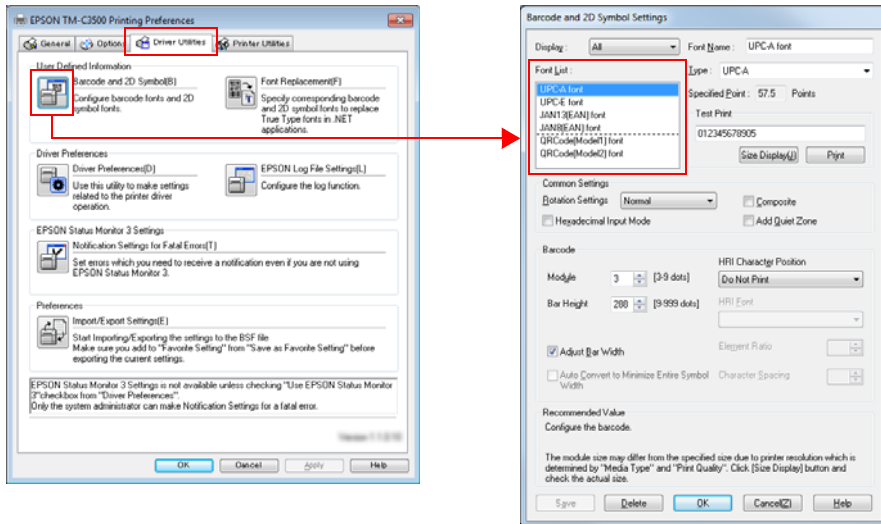 EPSON TM-C3500 Printing Preferences
General
Options
Driver Utilities
Printer Utilities
User Defined Information
Barcode and 2D Symbol(B)
Configure barcode fonts and 2D
symbol fonts.
Font Replacement(F)
Specify corresponding barcode
and 2D symbol fonts to replace
True Type fonts in .NET
applications.
Driver Preferences
Driver Preferences(D)
Use this utility to make settings
related to the printer driver
operation.
EPSON Log File Settings(L)
Configure the log function.
EPSON Status Monitor 3 Settings
Notification Settings for Fatal Errors(T)
Set errors which you need to receive a notification even if you are not using
EPSON Status Monitor 3.
Preferences
Import/Export Settings(E)
Start Importing/Exporting the settings to the BSF file
Make sure you add to "Favorite Setting" from "Save as Favorite Setting" before
exporting the current settings.
EPSON Status Monitor 3 Settings is not available unless checking "Use EPSON Status Monitor
3"checkbox from "Driver Preferences".
Only the system administrator can make Notification Settings for a fatal error.
OK Cancel Apply Help
Barcode and 2D Symbol Settings
Display : All
Font Name : UPC-A font
Font List :
UPC-A font
UPC-E font
JAN13(EAN) font
JAN8(EAN) font
QRCode(Model1) font
QRCode(Model2) font
Type : UPC-A
Specified Point : 57.5 Points
Test Print
012345678905
Size Display(J) Print
Common Settings
Rotation Settings Normal
Composite
Hexadecimal Input Mode
Add Quiet Zone
Barcode
HRI Character Position
Module 3 [3-9 dots]
Do Not Print
Bar Height 200 [9-999 dots]
HRI Font
Adjust Bar Width
Element Ratio
Auto Convert to Minimize Entire Symbol
Width
Character Spacing
Recommended Value
Configure the barcode.
The module size may differ from the specified size due to printer resolution which is
determined by "Media Type" and "Print Quality". Click [Size Display] button and
check the actual size.
Save Delete OK Cancel(Z) Help